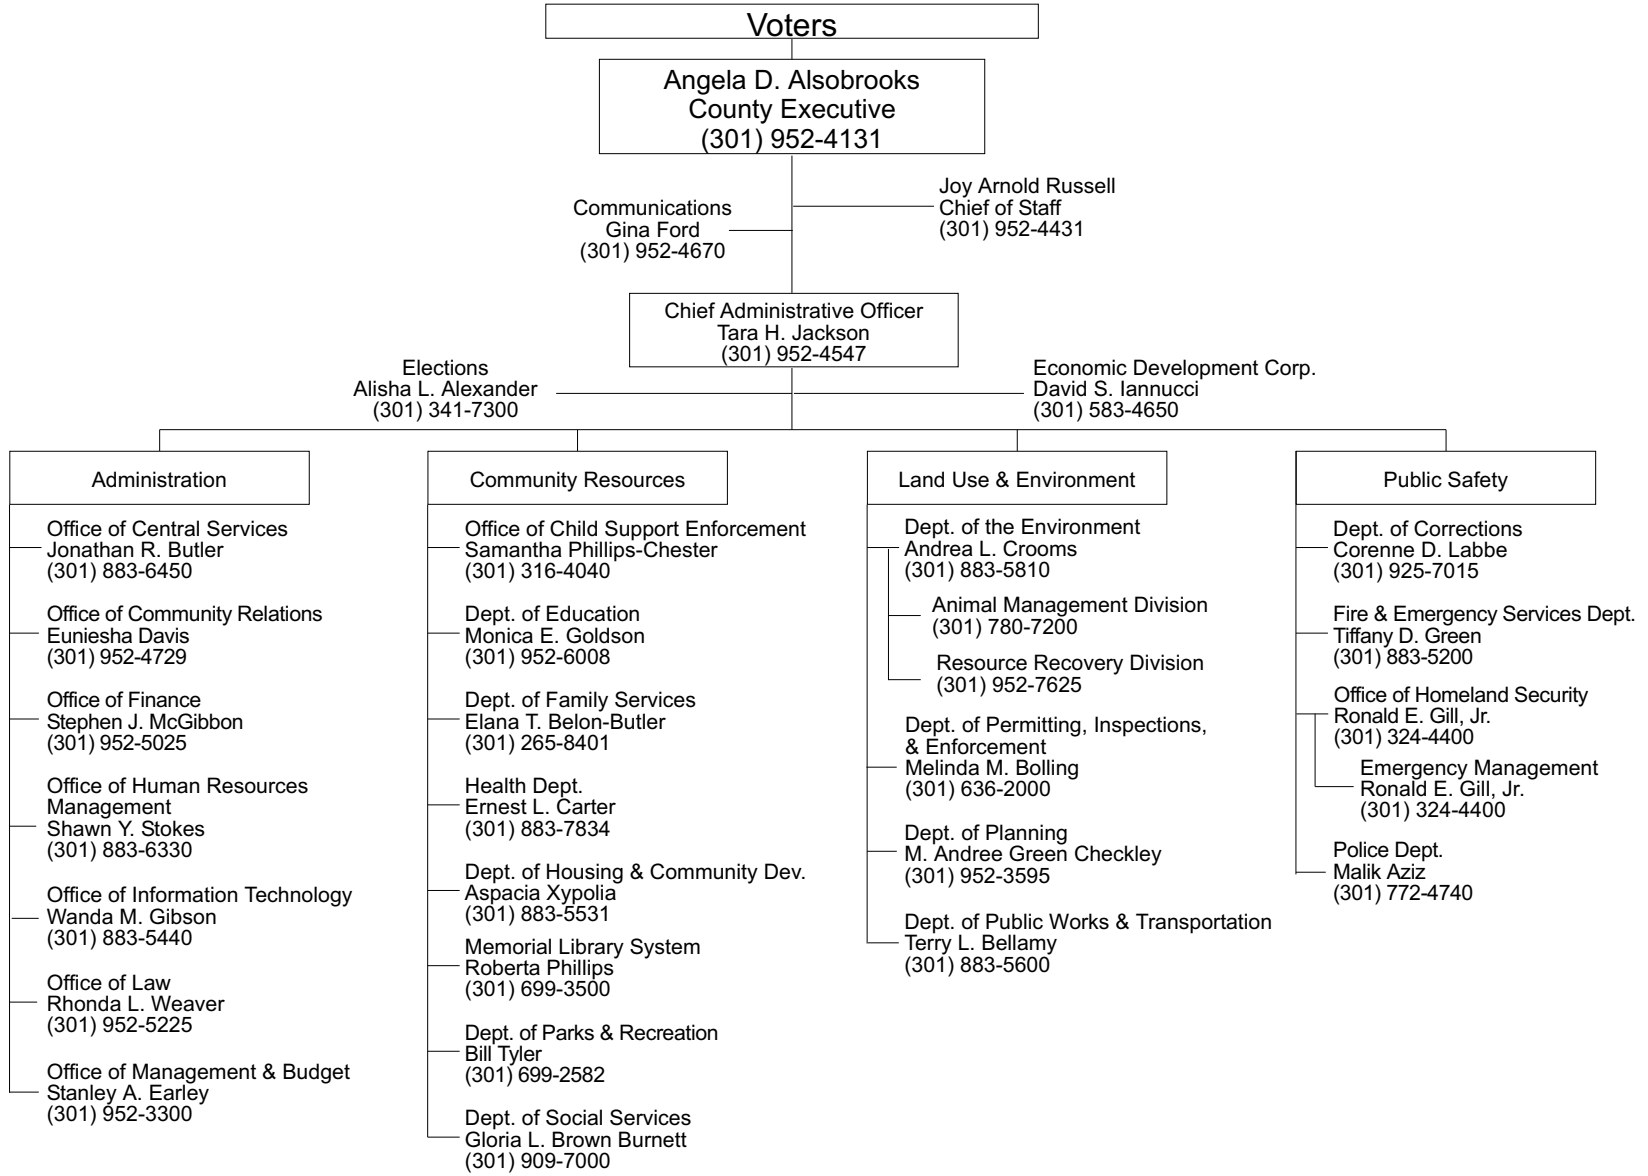 Voters
Angela D. Alsobrooks
County Executive
(301) 952-4131
Joy Arnold Russell
Chief of Staff
(301) 952-4431
Communications
Gina Ford
(301) 952-4670
Chief Administrative Officer
Tara H. Jackson
(301) 952-4547
Elections
Alisha L. Alexander
(301) 341-7300
Economic Development Corp.
David S. Iannucci
(301) 583-4650
Administration
Office of Central Services
Jonathan R. Butler
(301) 883-6450
Office of Community Relations
Euniesha Davis
(301) 952-4729
Office of Finance
Stephen J. McGibbon
(301) 952-5025
Office of Human Resources
Management
Shawn Y. Stokes
(301) 883-6330
Office of Information Technology
Wanda M. Gibson
(301) 883-5440
Office of Law
Rhonda L. Weaver
(301) 952-5225
Office of Management & Budget
Stanley A. Earley
(301) 952-3300
Community Resources
Office of Child Support Enforcement
Samantha Phillips-Chester
(301) 316-4040
Dept. of Education
Monica E. Goldson
(301) 952-6008
Dept. of Family Services
Elana T. Belon-Butler
(301) 265-8401
Health Dept.
Ernest L. Carter
(301) 883-7834
Dept. of Housing & Community Dev.
Aspacia Xypolia
(301) 883-5531
Memorial Library System
Roberta Phillips
(301) 699-3500
Dept. of Parks & Recreation
Bill Tyler
(301) 699-2582
Dept. of Social Services
Gloria L. Brown Burnett
(301) 909-7000
Land Use & Environment
Dept. of the Environment
Andrea L. Crooms
(301) 883-5810
Animal Management Division
(301) 780-7200
Resource Recovery Division
(301) 952-7625
Dept. of Permitting, Inspections,
& Enforcement
Melinda M. Bolling
(301) 636-2000
Dept. of Planning
M. Andree Green Checkley
(301) 952-3595
Dept. of Public Works & Transportation
Terry L. Bellamy
(301) 883-5600
Public Safety
Dept. of Corrections
Corenne D. Labbe
(301) 925-7015
Fire & Emergency Services Dept.
Tiffany D. Green
(301) 883-5200
Office of Homeland Security
Ronald E. Gill, Jr.
(301) 324-4400
Emergency Management
Ronald E. Gill, Jr.
(301) 324-4400
Police Dept.
Malik Aziz
(301) 772-4740